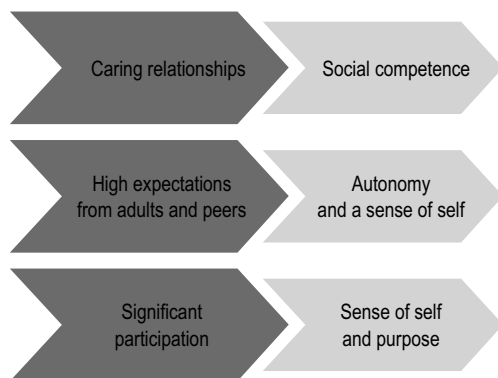 Caring relationships
Social competence
High expectations
from adults and peers
Autonomy
and a sense of self
Significant
participation
Sense of self
and purpose